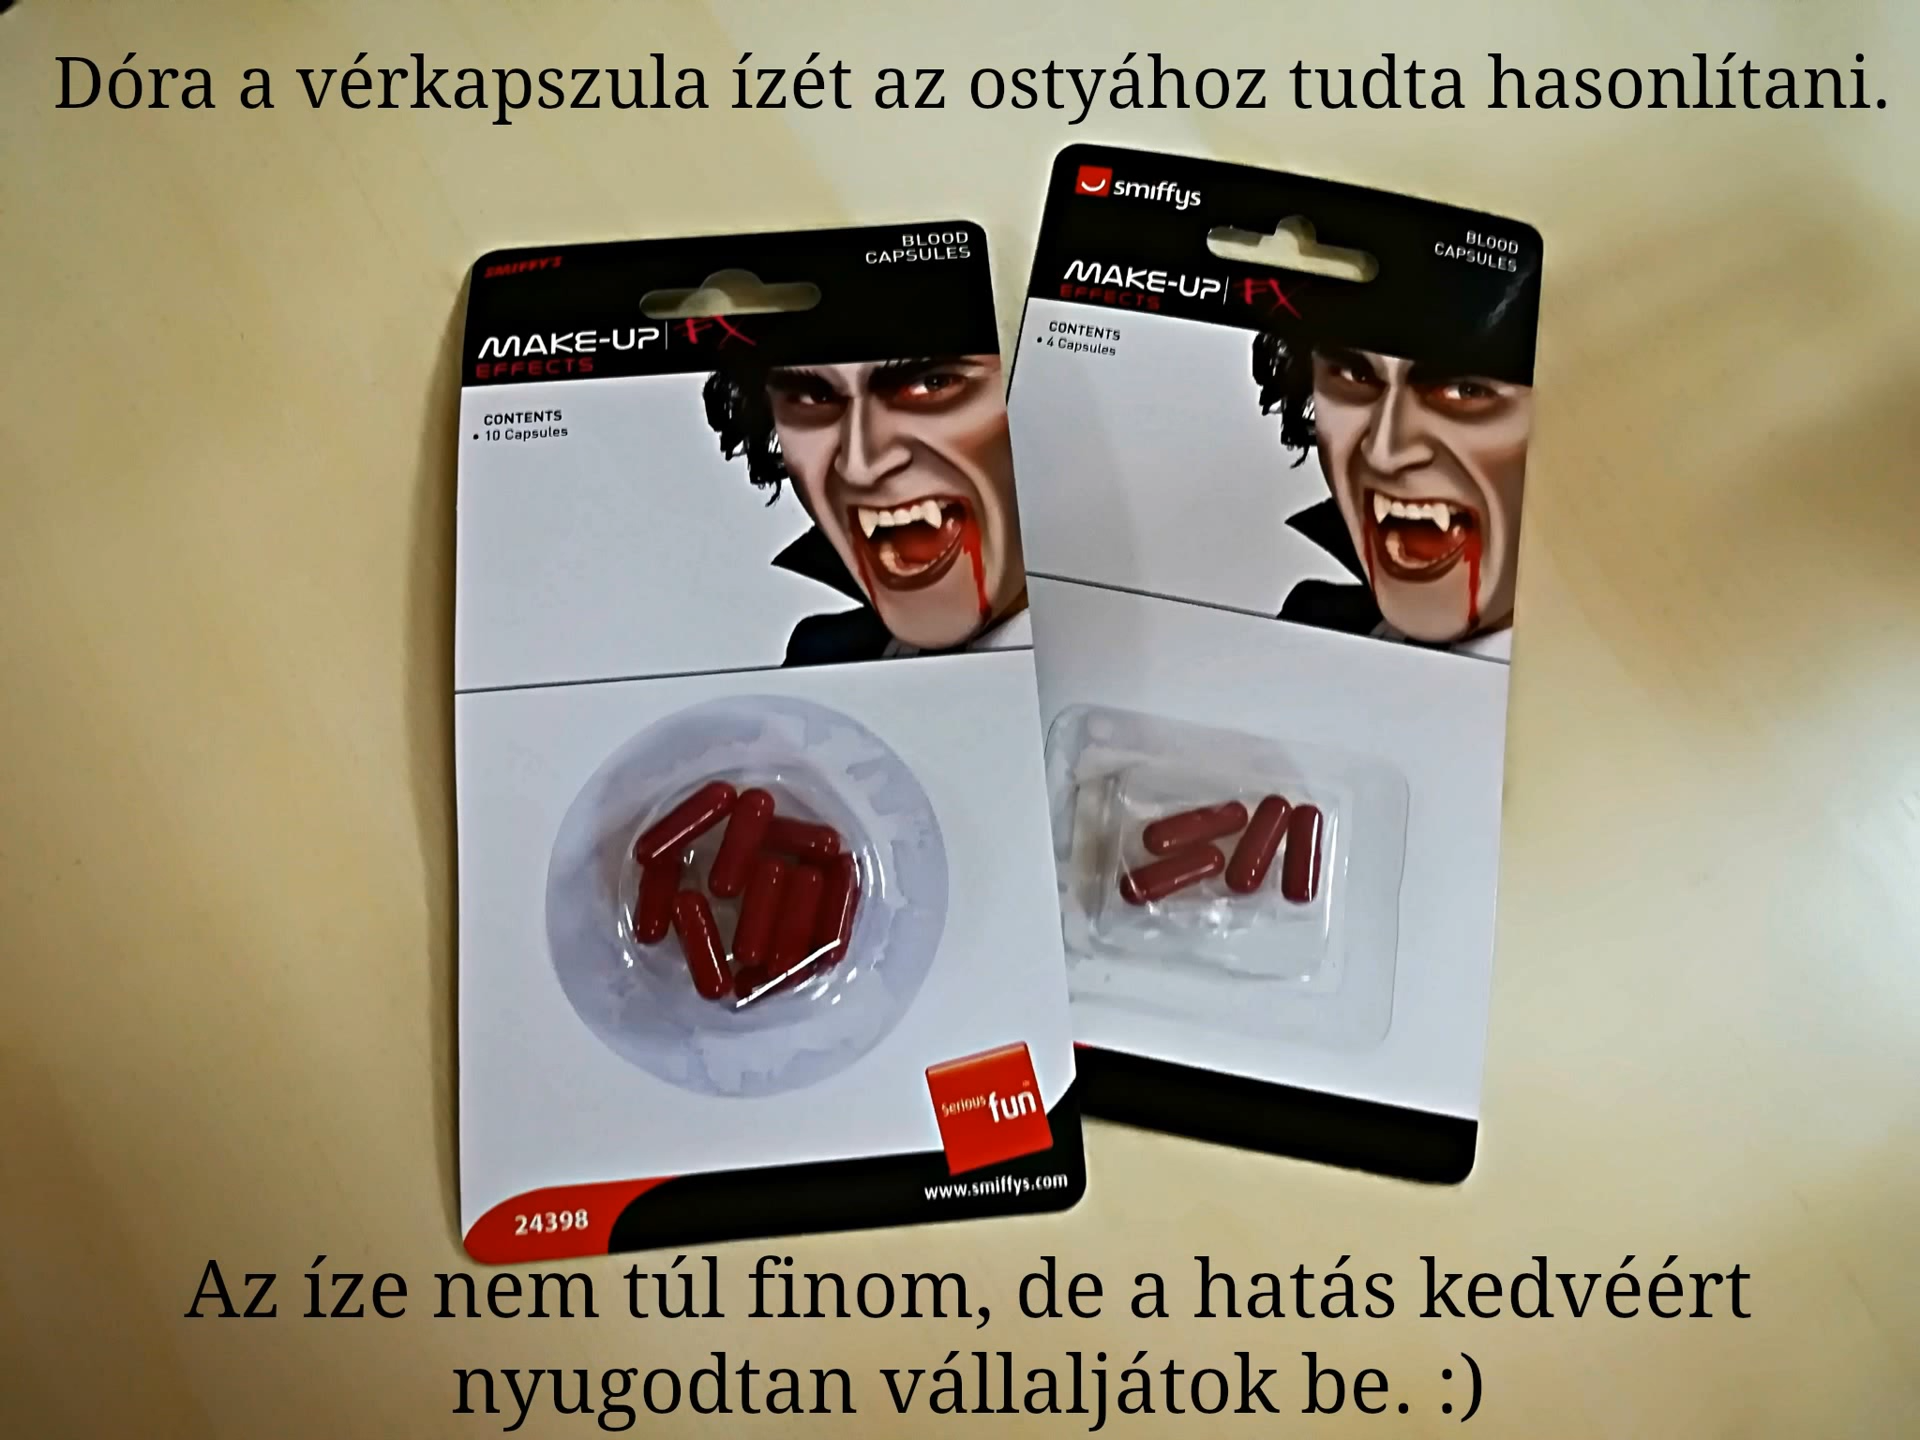 Dóra a vérkapszula ízét az ostyához tudta hasonlítani.
smiffys
BLOOD
CAPSULES
MAKE-UP FX
EFFECTS
CONTENTS
• 4 Capsules
SMIFFY'S
BLOOD
CAPSULES
MAKE-UP FX
EFFECTS
CONTENTS
• 10 Capsules
serious fun
www.smiffys.com
24398
Az íze nem túl finom, de a hatás kedvéért
nyugodtan vállaljátok be. :)